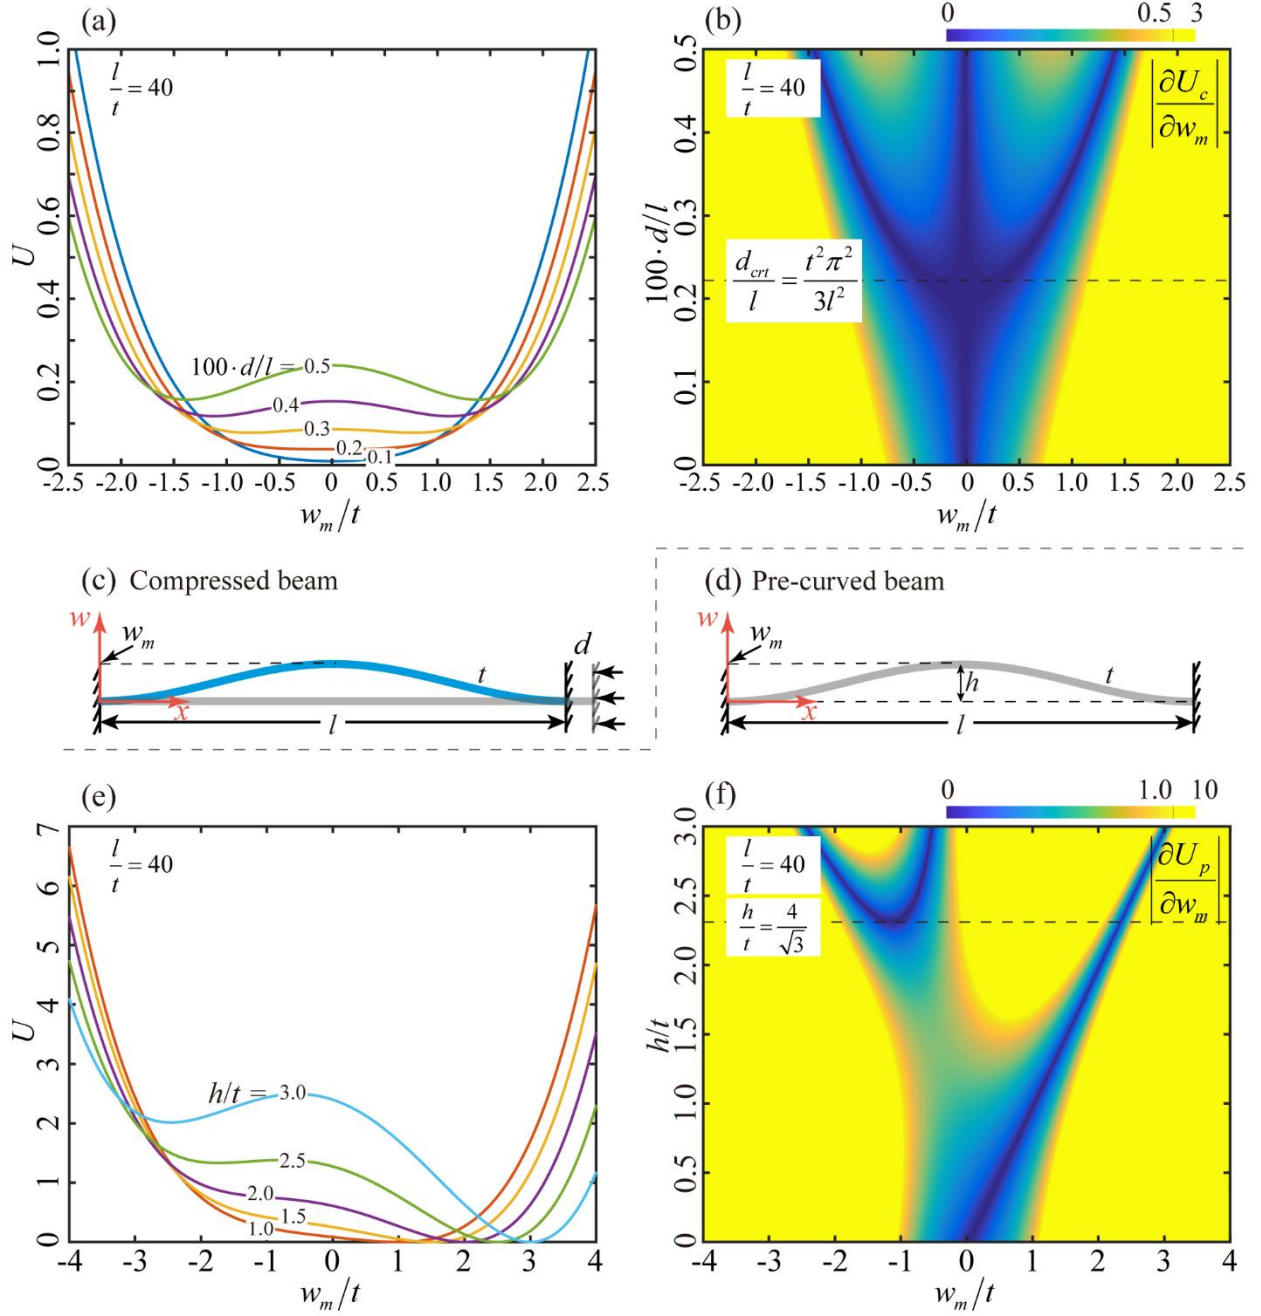 (a)
l/t = 40
1.0
0.8
0.6
0.4
0.2
0
U
100·d/l = 0.5
0.4
0.3
0.2
0.1
-2.5 -2.0 -1.5 -1.0 -0.5 0 0.5 1.0 1.5 2.0 2.5
w_m/t
(b)
0 0.5 3
l/t = 40
|∂U_c/∂w_m|
d_crt/l = t²π²/3l²
0.5
0.4
0.3
0.2
0.1
0
100·d/l
-2.5 -2.0 -1.5 -1.0 -0.5 0 0.5 1.0 1.5 2.0 2.5
w_m/t
(c) Compressed beam
w
w_m
t
d
x
l
(d) Pre-curved beam
w
w_m
h
t
x
l
(e)
l/t = 40
7
6
5
4
3
2
1
0
U
h/t = 3.0
2.5
2.0
1.5
1.0
-4 -3 -2 -1 0 1 2 3 4
w_m/t
(f)
0 1.0 10
l/t = 40
|∂U_p/∂w_m|
h/t = 4/√3
3.0
2.5
2.0
1.5
1.0
0.5
0
h/t
-4 -3 -2 -1 0 1 2 3 4
w_m/t